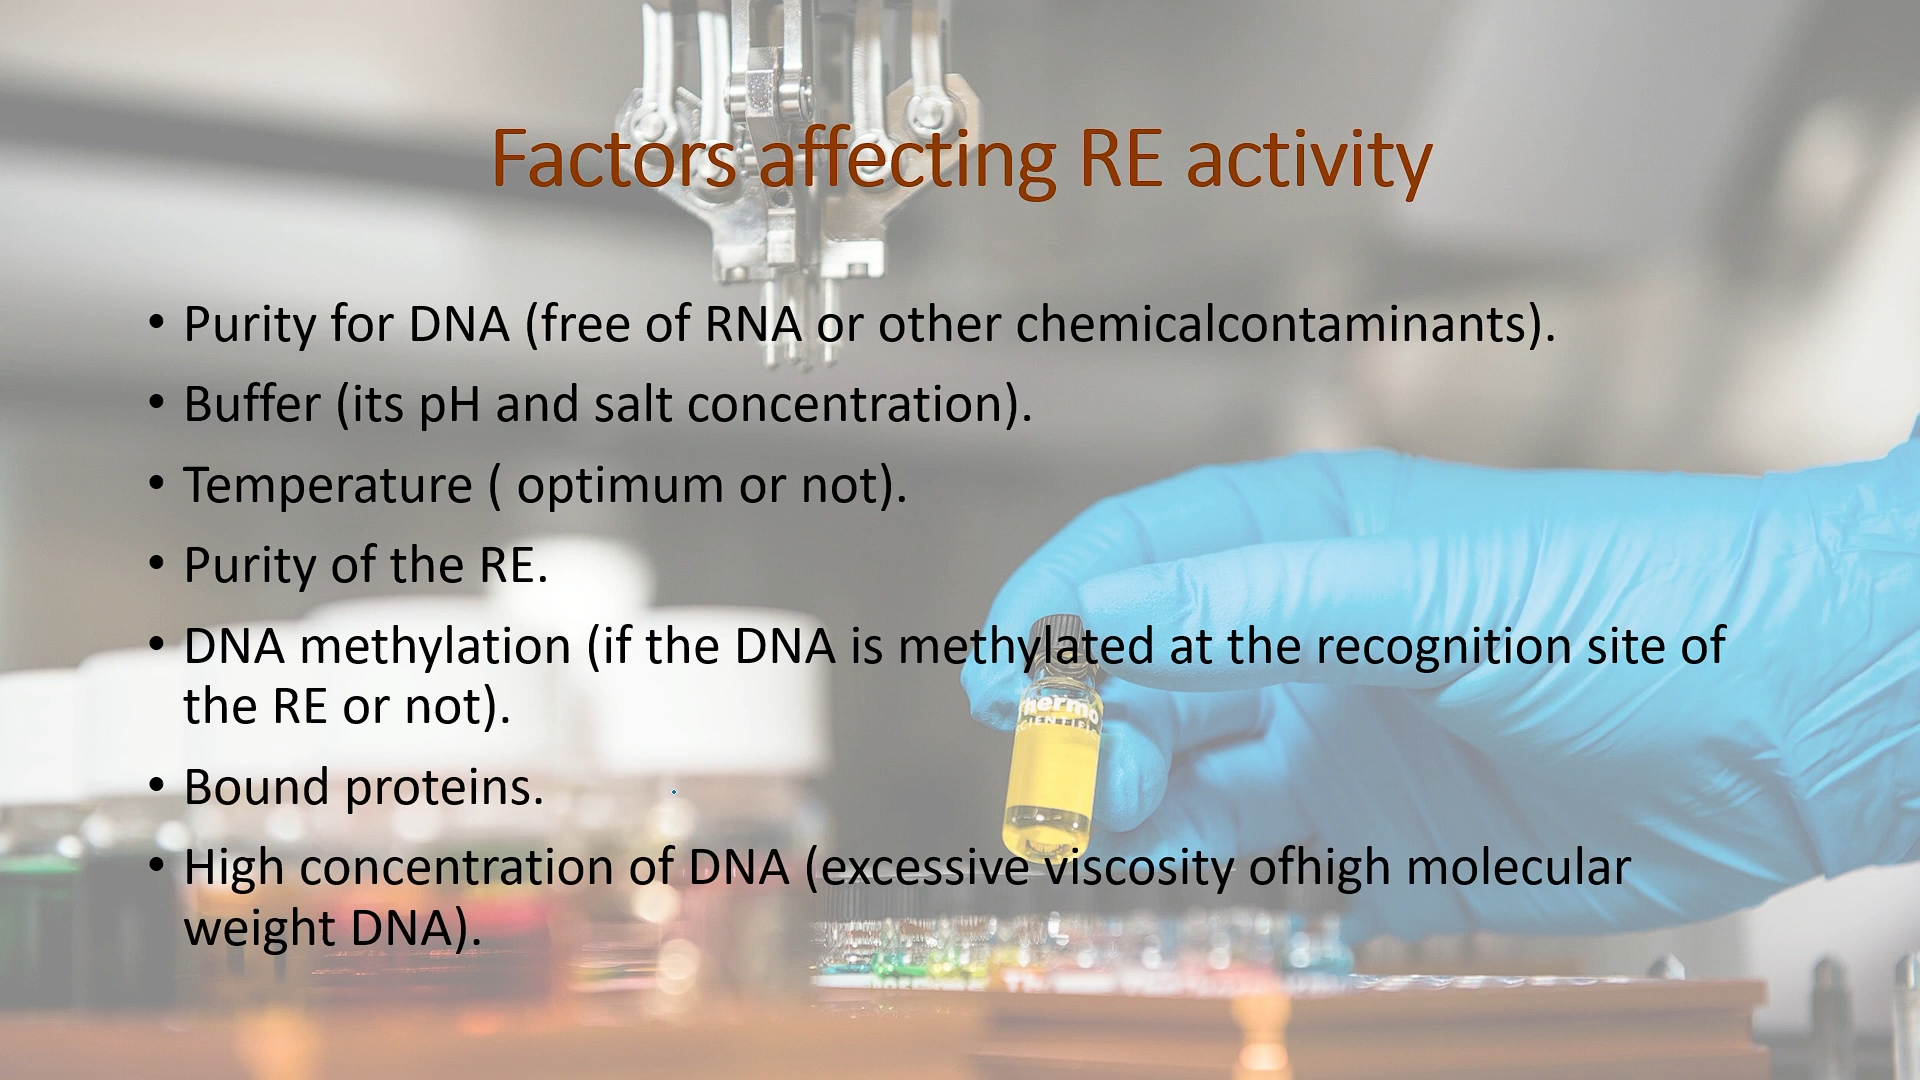 Factors affecting RE activity
• Purity for DNA (free of RNA or other chemicalcontaminants).
• Buffer (its pH and salt concentration).
• Temperature ( optimum or not).
• Purity of the RE.
• DNA methylation (if the DNA is methylated at the recognition site of
the RE or not).
• Bound proteins.
• High concentration of DNA (excessive viscosity ofhigh molecular
weight DNA).